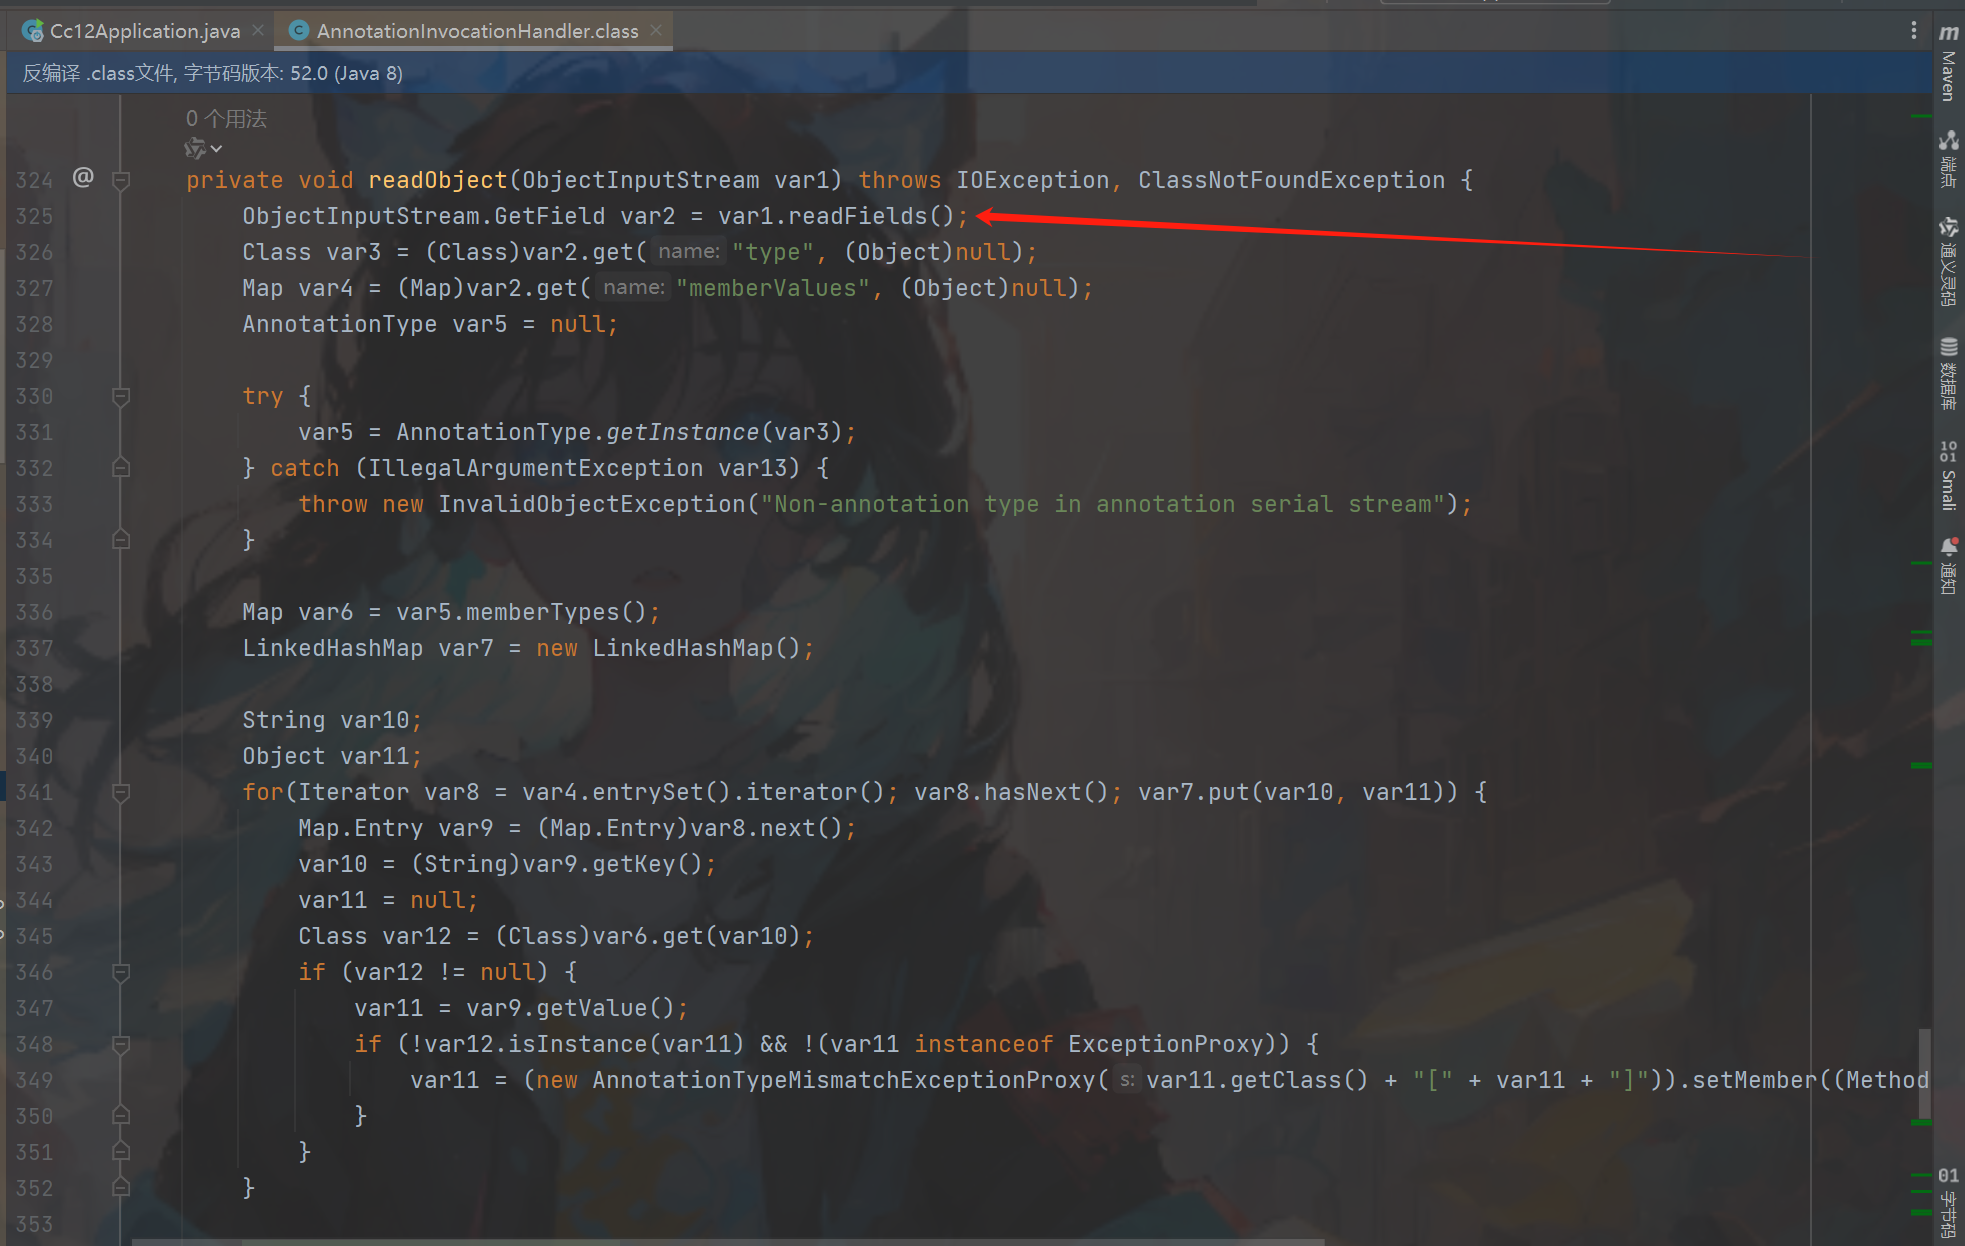 Cc12Application.java
AnnotationInvocationHandler.class
反编译 .class文件, 字节码版本: 52.0 (Java 8)
0 个用法
324 @ private void readObject(ObjectInputStream var1) throws IOException, ClassNotFoundException {
325 ObjectInputStream.GetField var2 = var1.readFields();
326 Class var3 = (Class)var2.get( name: "type", (Object)null);
327 Map var4 = (Map)var2.get( name: "memberValues", (Object)null);
328 AnnotationType var5 = null;
329
330 try {
331 var5 = AnnotationType.getInstance(var3);
332 } catch (IllegalArgumentException var13) {
333 throw new InvalidObjectException("Non-annotation type in annotation serial stream");
334 }
335
336 Map var6 = var5.memberTypes();
337 LinkedHashMap var7 = new LinkedHashMap();
338
339 String var10;
340 Object var11;
341 for(Iterator var8 = var4.entrySet().iterator(); var8.hasNext(); var7.put(var10, var11)) {
342 Map.Entry var9 = (Map.Entry)var8.next();
343 var10 = (String)var9.getKey();
344 var11 = null;
345 Class var12 = (Class)var6.get(var10);
346 if (var12 != null) {
347 var11 = var9.getValue();
348 if (!var12.isInstance(var11) && !(var11 instanceof ExceptionProxy)) {
349 var11 = (new AnnotationTypeMismatchExceptionProxy( s: var11.getClass() + "[" + var11 + "]")).setMember((Method
350 }
351 }
352 }
353
m
Maven
端点
通义灵码
数据库
10
01
Smali
通知
01
字节码